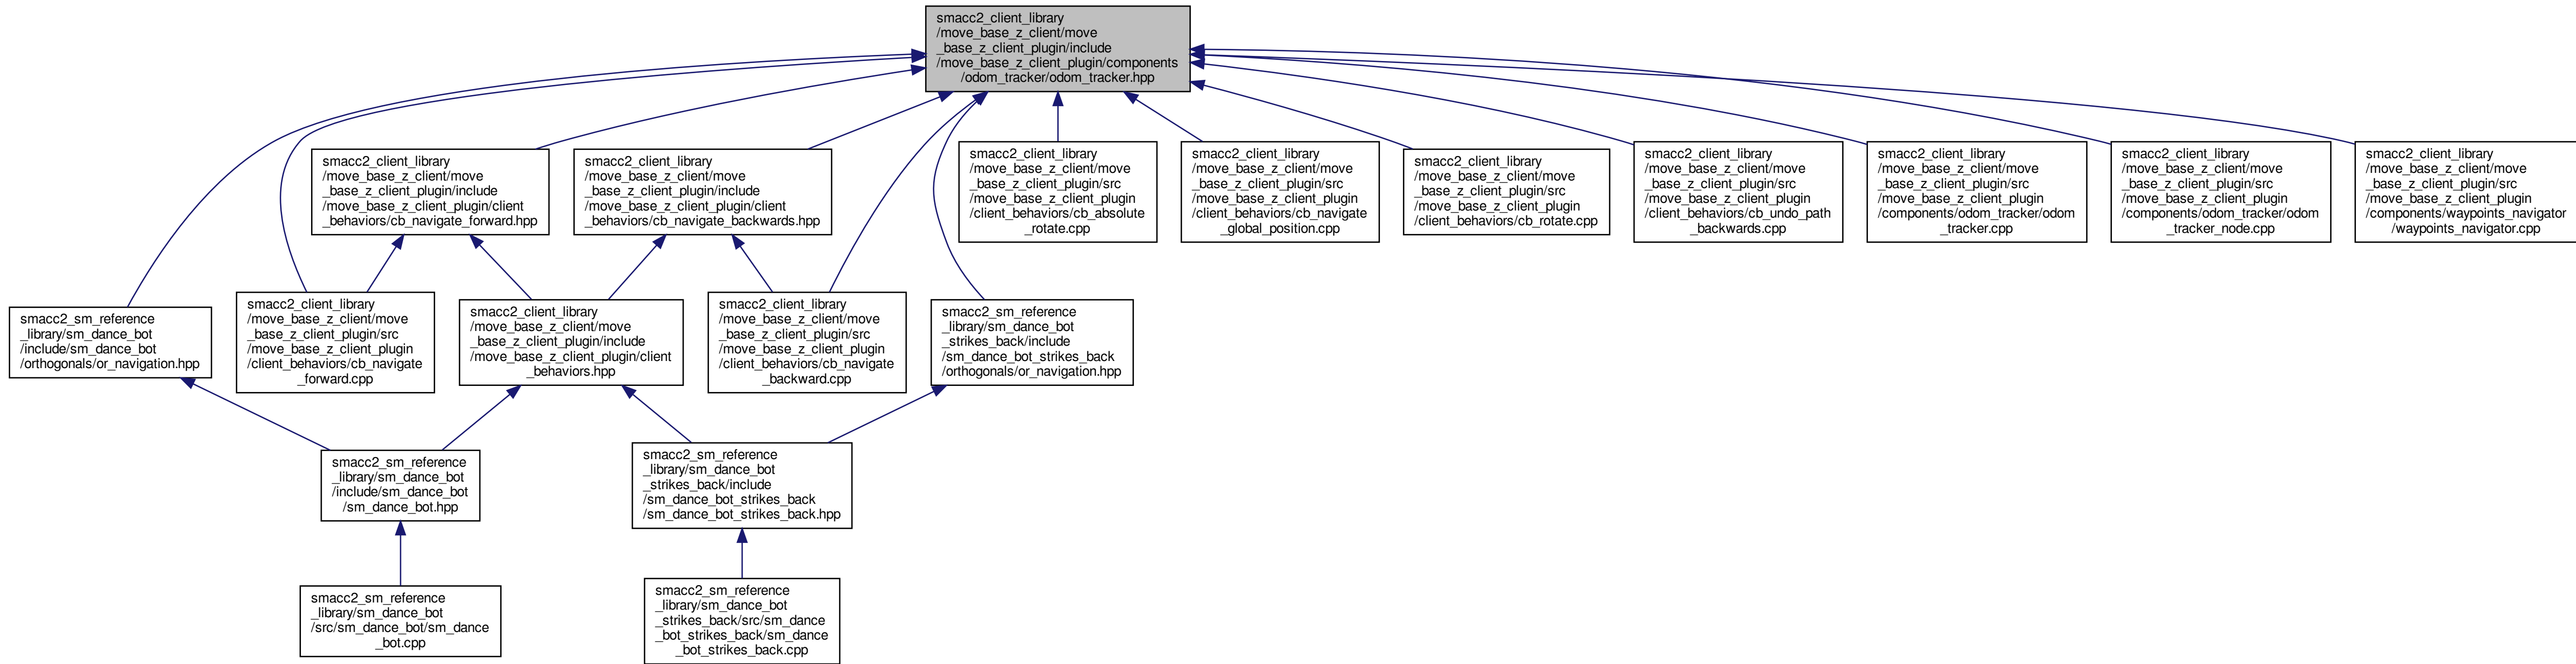 smacc2_client_library
/move_base_z_client/move
_base_z_client_plugin/include
/move_base_z_client_plugin/components
/odom_tracker/odom_tracker.hpp
smacc2_client_library
/move_base_z_client/move
_base_z_client_plugin/include
/move_base_z_client_plugin/client
_behaviors/cb_navigate_forward.hpp
smacc2_client_library
/move_base_z_client/move
_base_z_client_plugin/include
/move_base_z_client_plugin/client
_behaviors/cb_navigate_backwards.hpp
smacc2_client_library
/move_base_z_client/move
_base_z_client_plugin/src
/move_base_z_client_plugin
/client_behaviors/cb_absolute
_rotate.cpp
smacc2_client_library
/move_base_z_client/move
_base_z_client_plugin/src
/move_base_z_client_plugin
/client_behaviors/cb_navigate
_global_position.cpp
smacc2_client_library
/move_base_z_client/move
_base_z_client_plugin/src
/move_base_z_client_plugin
/client_behaviors/cb_rotate.cpp
smacc2_client_library
/move_base_z_client/move
_base_z_client_plugin/src
/move_base_z_client_plugin
/client_behaviors/cb_undo_path
_backwards.cpp
smacc2_client_library
/move_base_z_client/move
_base_z_client_plugin/src
/move_base_z_client_plugin
/components/odom_tracker/odom
_tracker.cpp
smacc2_client_library
/move_base_z_client/move
_base_z_client_plugin/src
/move_base_z_client_plugin
/components/odom_tracker/odom
_tracker_node.cpp
smacc2_client_library
/move_base_z_client/move
_base_z_client_plugin/src
/move_base_z_client_plugin
/components/waypoints_navigator
/waypoints_navigator.cpp
smacc2_sm_reference
_library/sm_dance_bot
/include/sm_dance_bot
/orthogonals/or_navigation.hpp
smacc2_client_library
/move_base_z_client/move
_base_z_client_plugin/src
/move_base_z_client_plugin
/client_behaviors/cb_navigate
_forward.cpp
smacc2_client_library
/move_base_z_client/move
_base_z_client_plugin/include
/move_base_z_client_plugin/client
_behaviors.hpp
smacc2_client_library
/move_base_z_client/move
_base_z_client_plugin/src
/move_base_z_client_plugin
/client_behaviors/cb_navigate
_backward.cpp
smacc2_sm_reference
_library/sm_dance_bot
_strikes_back/include
/sm_dance_bot_strikes_back
/orthogonals/or_navigation.hpp
smacc2_sm_reference
_library/sm_dance_bot
/include/sm_dance_bot
/sm_dance_bot.hpp
smacc2_sm_reference
_library/sm_dance_bot
_strikes_back/include
/sm_dance_bot_strikes_back
/sm_dance_bot_strikes_back.hpp
smacc2_sm_reference
_library/sm_dance_bot
/src/sm_dance_bot/sm_dance
_bot.cpp
smacc2_sm_reference
_library/sm_dance_bot
_strikes_back/src/sm_dance
_bot_strikes_back/sm_dance
_bot_strikes_back.cpp